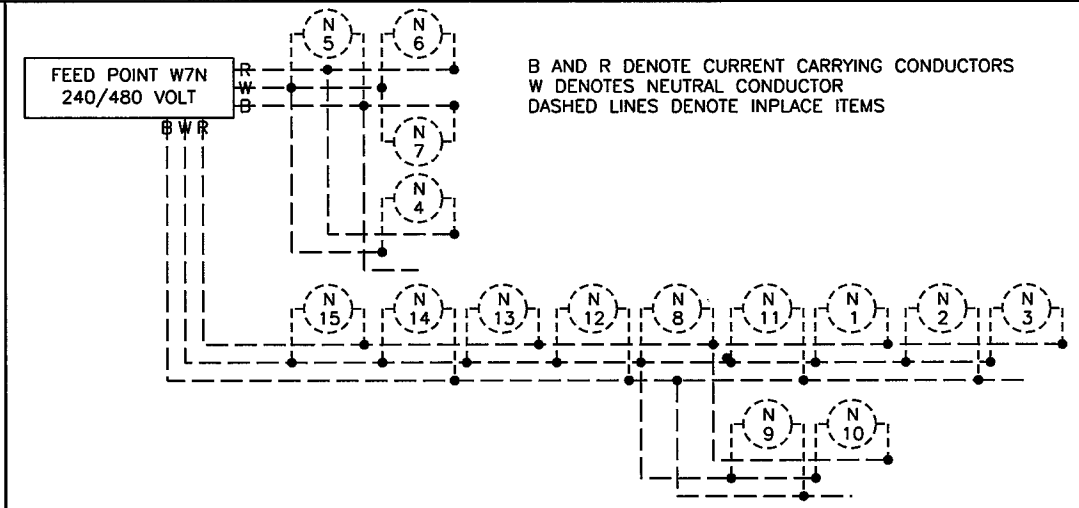 N
5
N
6
FEED POINT W7N
240/480 VOLT
R
W
B
B AND R DENOTE CURRENT CARRYING CONDUCTORS
W DENOTES NEUTRAL CONDUCTOR
DASHED LINES DENOTE INPLACE ITEMS
B W R
N
7
N
4
N
15
N
14
N
13
N
12
N
8
N
11
N
1
N
2
N
3
N
9
N
10